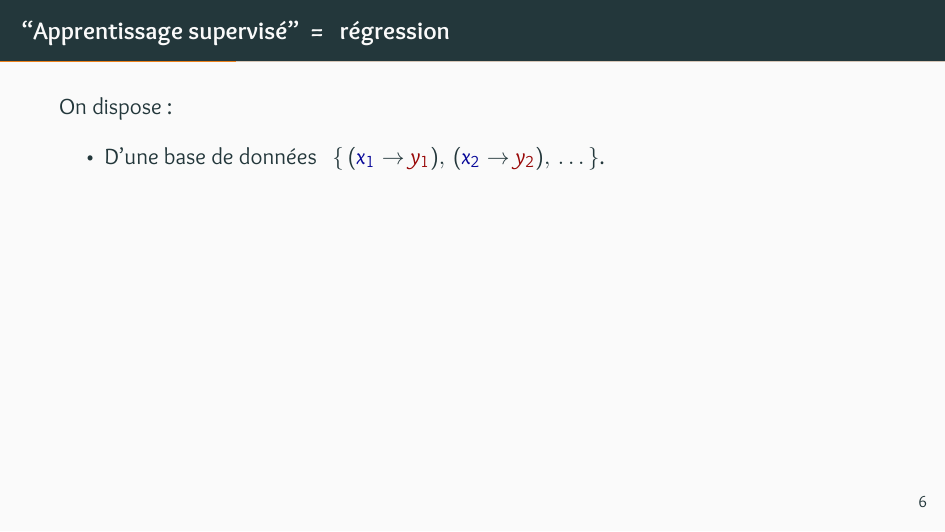 “Apprentissage supervisé” = régression
On dispose :
• D’une base de données { (x₁ → y₁), (x₂ → y₂), … }.
6